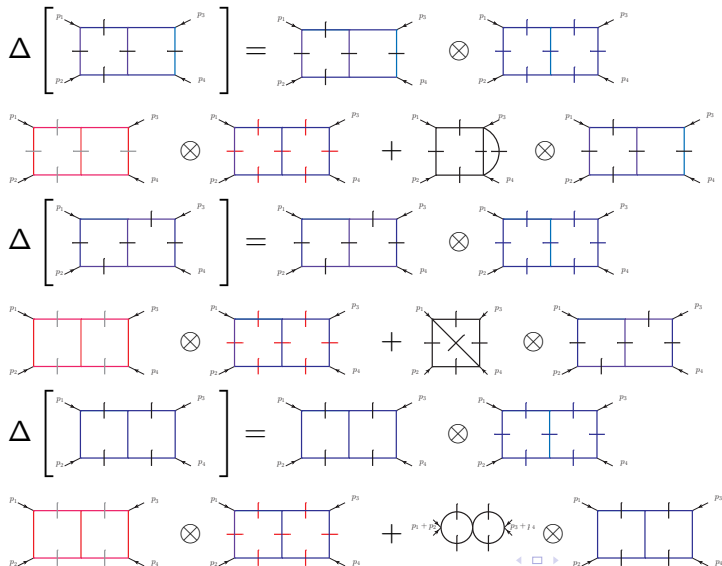 p₁ p₃ p₁ p₃ p₁ p₃
Δ [ ] = ⊗
p₂ p₄ p₂ p₄ p₂ p₄
p₁ p₃ p₁ p₃ p₁ p₃ p₁ p₃
⊗ + ⊗
p₂ p₄ p₂ p₄ p₂ p₄ p₂ p₄
p₁ p₃ p₁ p₃ p₁ p₃
Δ [ ] = ⊗
p₂ p₄ p₂ p₄ p₂ p₄
p₁ p₃ p₁ p₃ p₁ p₃ p₁ p₃
⊗ + ⊗
p₂ p₄ p₂ p₄ p₂ p₄ p₂ p₄
p₁ p₃ p₁ p₃ p₁ p₃
Δ [ ] = ⊗
p₂ p₄ p₂ p₄ p₂ p₄
p₁ p₃ p₁ p₃ p₁ p₃
⊗ + p₁ + p₂ p₃ + p₄ ⊗
p₂ p₄ p₂ p₄ p₂ p₄